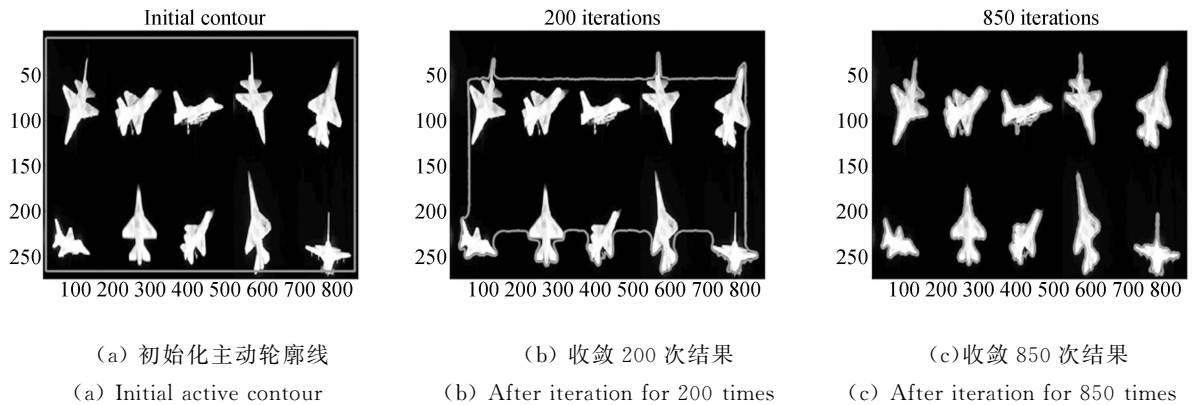 Initial contour
50
100
150
200
250
100 200 300 400 500 600 700 800
200 iterations
50
100
150
200
250
100 200 300 400 500 600 700 800
850 iterations
50
100
150
200
250
100 200 300 400 500 600 700 800
(a) 初始化主动轮廓线
(b) 收敛 200 次结果
(c)收敛 850 次结果
(a) Initial active contour
(b) After iteration for 200 times
(c) After iteration for 850 times